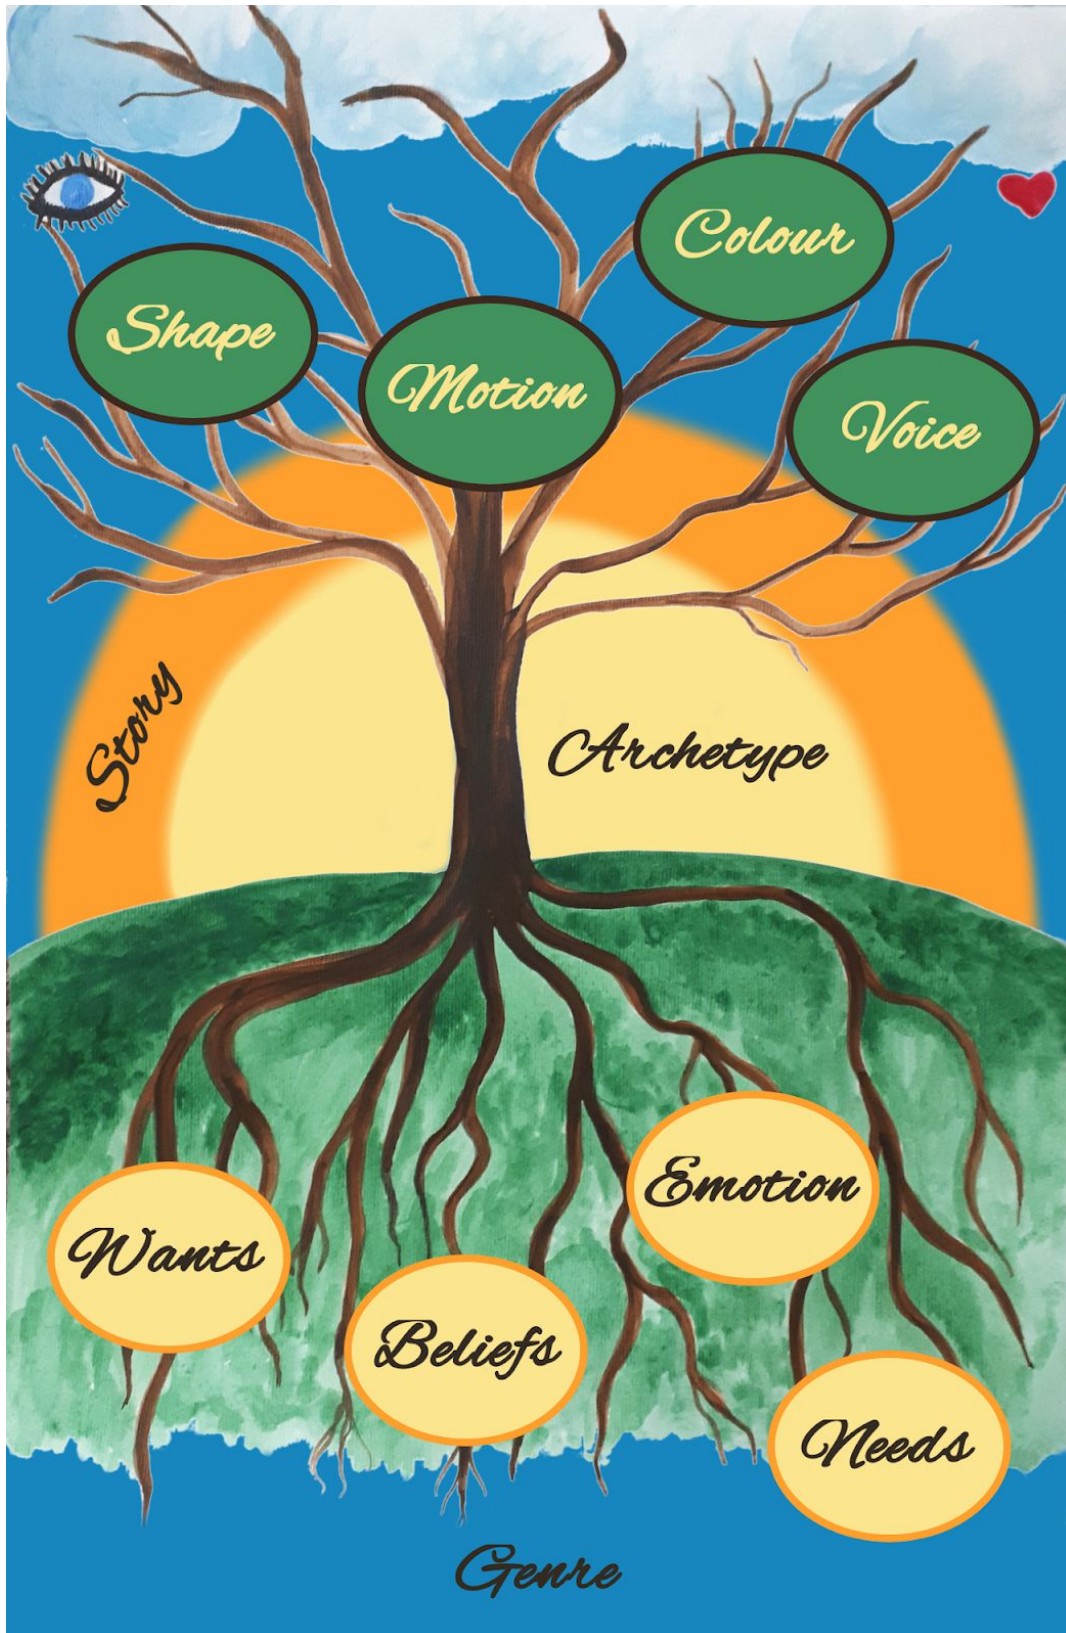 Colour
Shape
Motion
Voice
Story
Archetype
Emotion
Wants
Beliefs
Needs
Genre